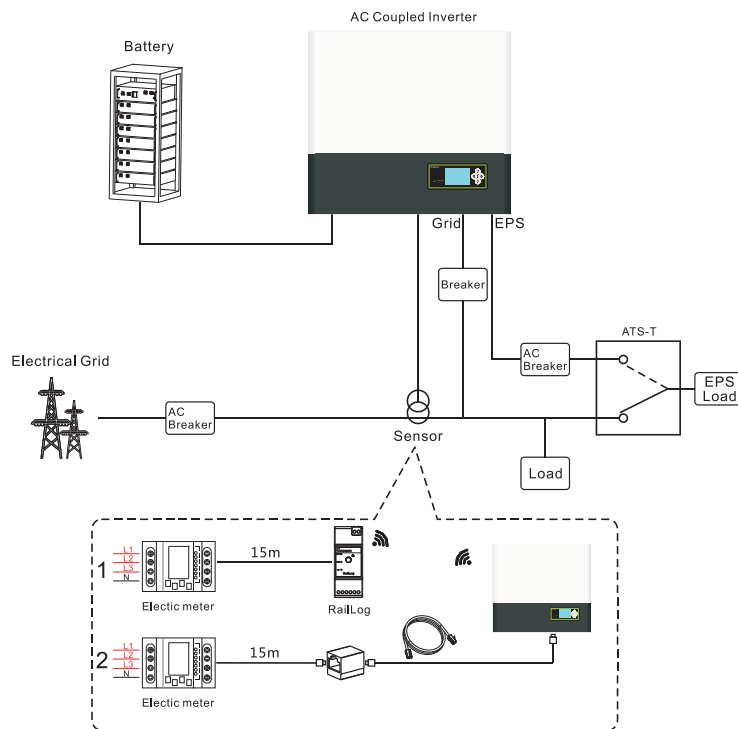 AC Coupled Inverter
Battery
Grid
EPS
Breaker
ATS-T
AC
Breaker
EPS
Load
Electrical Grid
AC
Breaker
Sensor
Load
1
L1
L2
L3
N
15m
Electic meter
RailLog
2
L1
L2
L3
N
15m
Electic meter